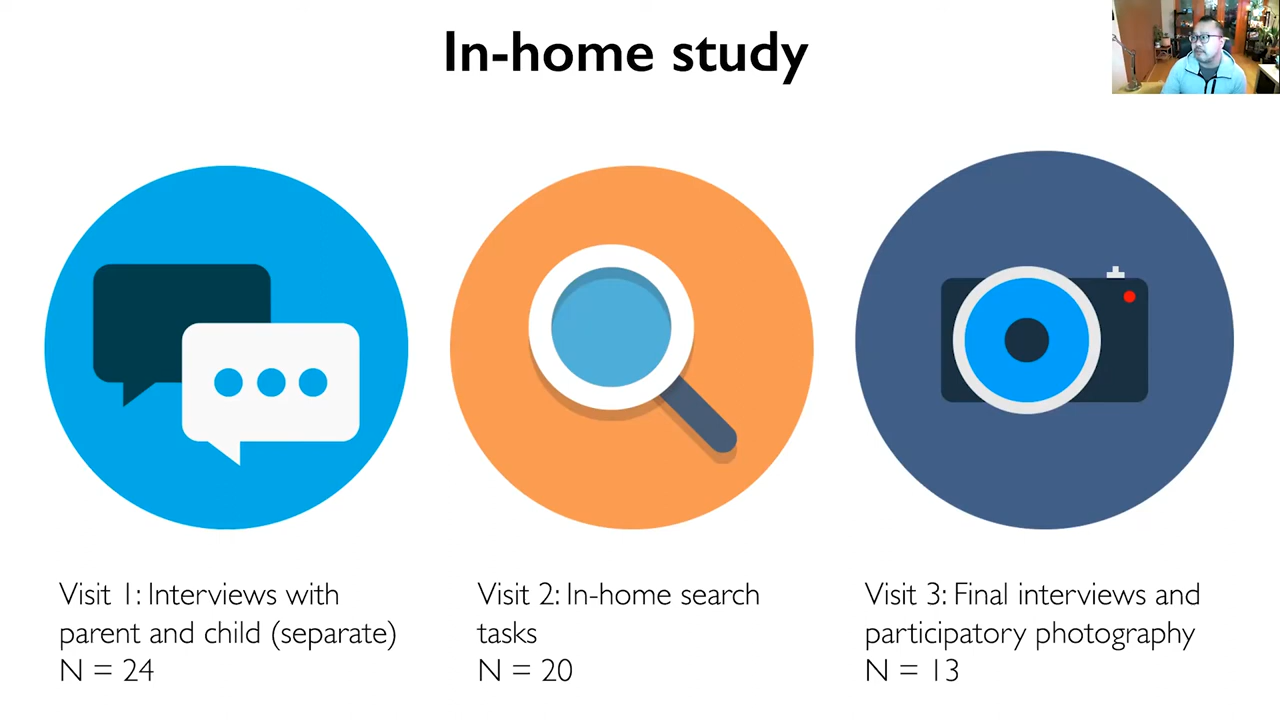 In-home study
Visit 1: Interviews with
parent and child (separate)
N = 24
Visit 2: In-home search
tasks
N = 20
Visit 3: Final interviews and
participatory photography
N = 13